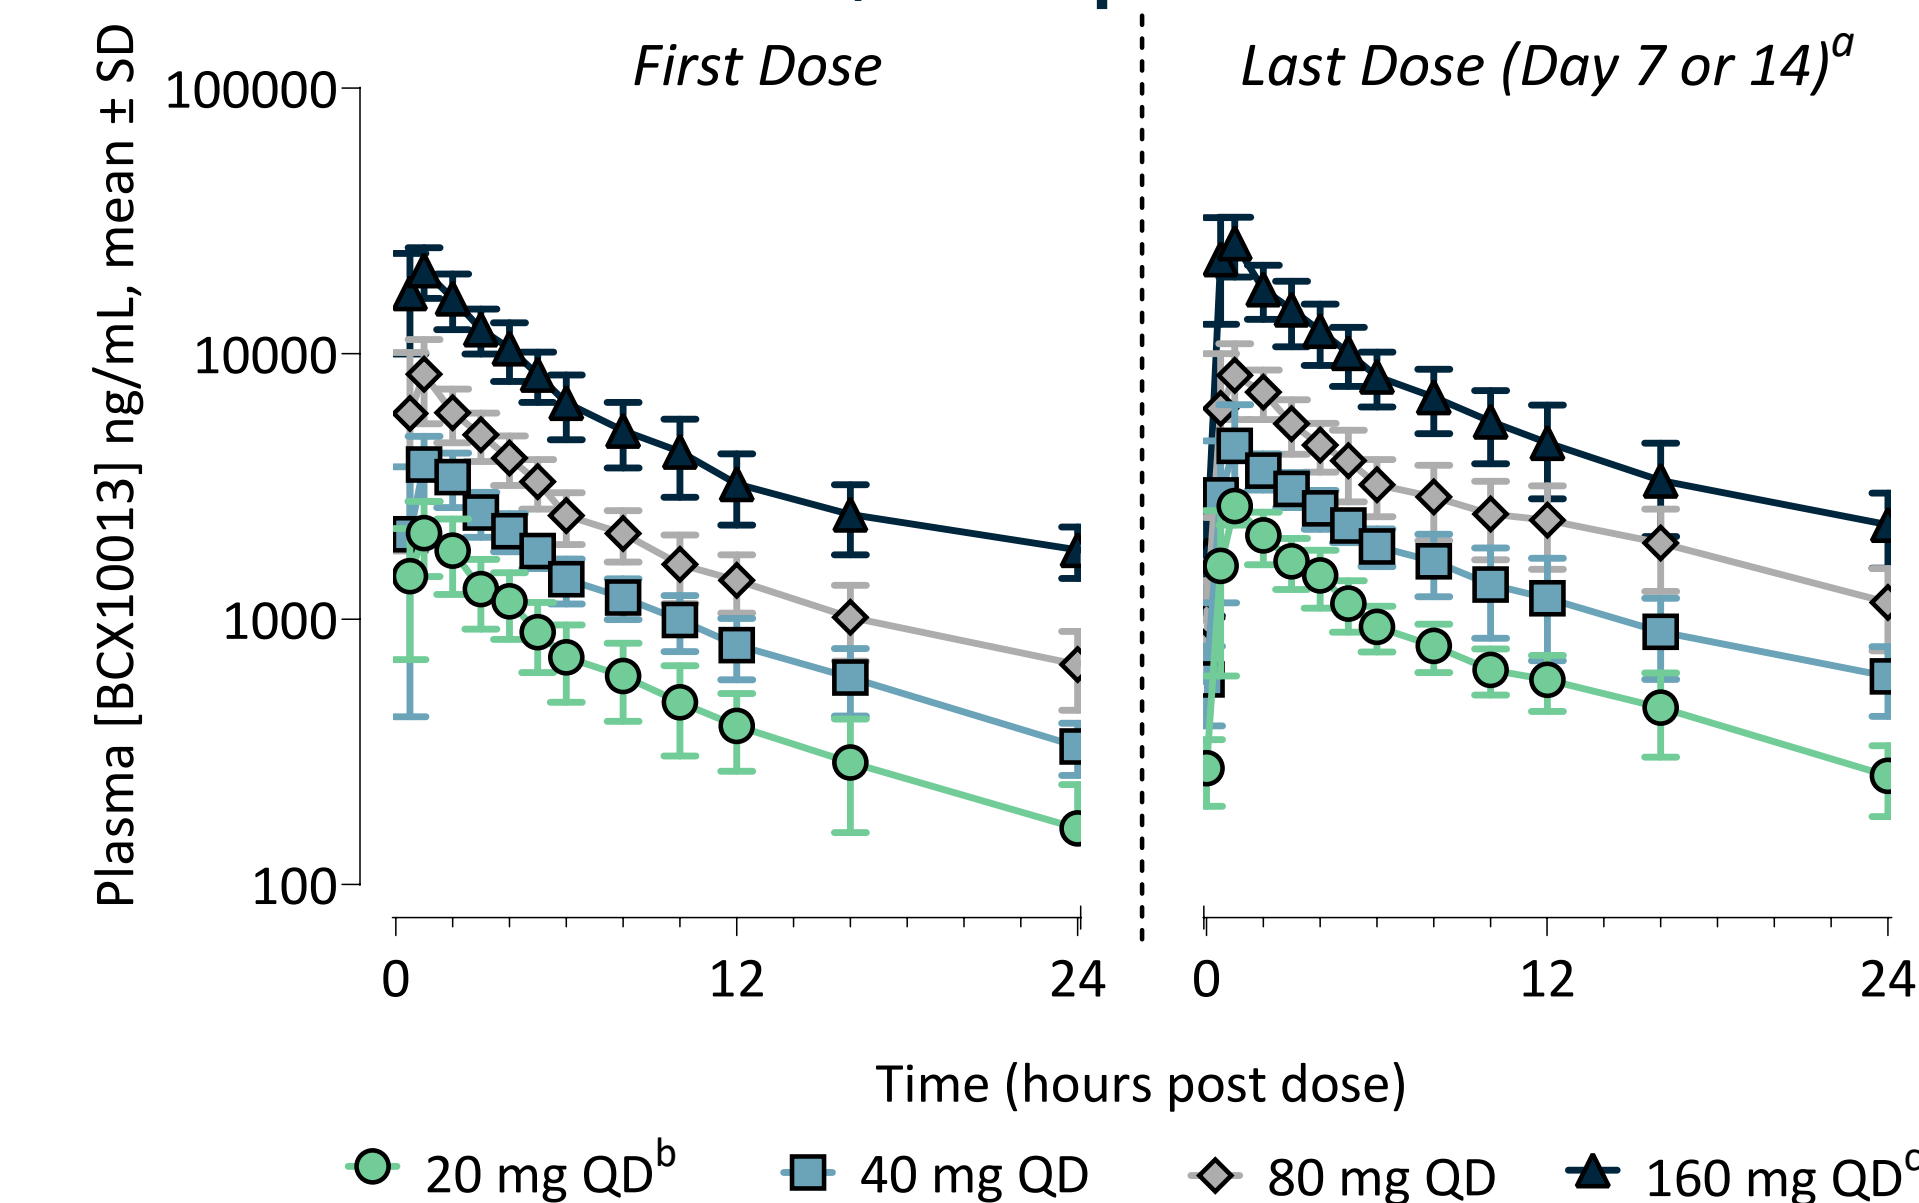 First Dose
Last Dose (Day 7 or 14)a
Plasma [BCX10013] ng/mL, mean ± SD
100000
10000
1000
100
0 12 24
0 12 24
Time (hours post dose)
20 mg QDb
40 mg QD
80 mg QD
160 mg QD